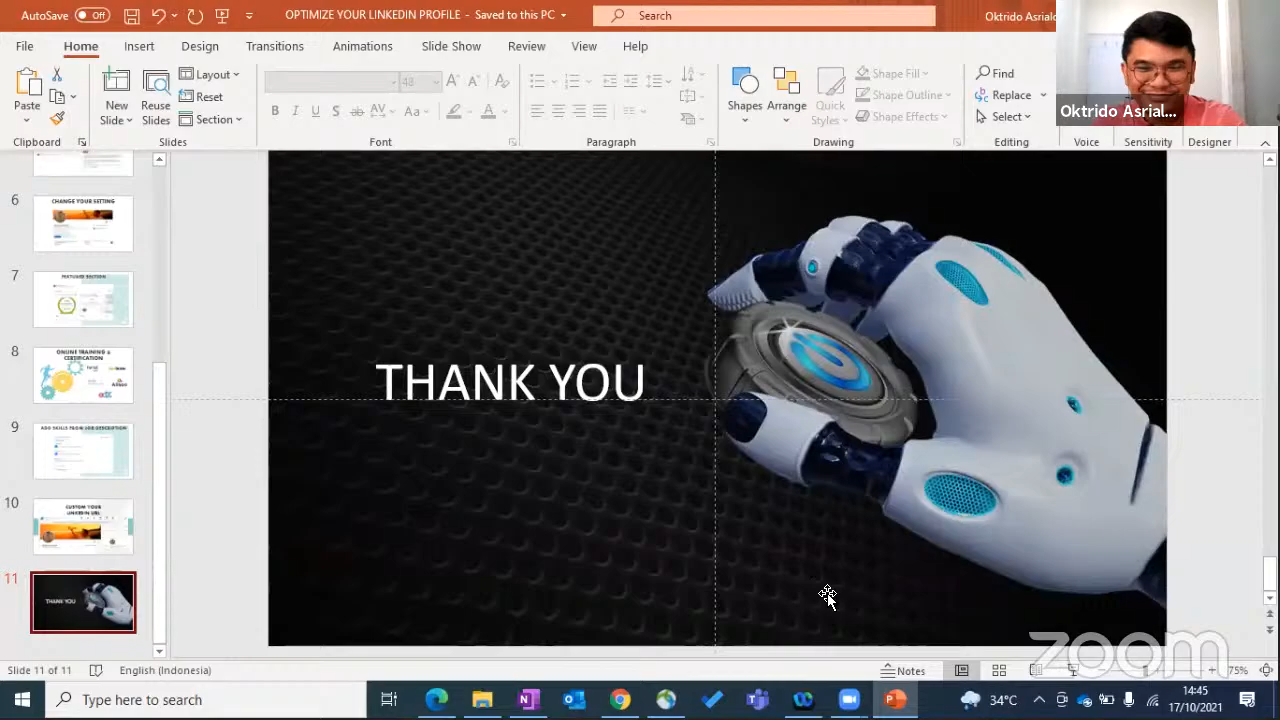 AutoSave Off OPTIMIZE YOUR LINKEDIN PROFILE - Saved to this PC Search Oktrido Asrial
File Home Insert Design Transitions Animations Slide Show Review View Help
Paste
New
Slide
Reuse
Slides
Layout
Reset
Section
48
B I U S ab AV Aa A
Shapes
Arrange
Quick
Styles
Shape Fill
Shape Outline
Shape Effects
Find
Replace
Select
Oktrido Asrial...
Clipboard Slides Font Paragraph Drawing Editing Voice Sensitivity Designer
6
CHANGE YOUR SETTING
7
FEATURED SECTION
8
ONLINE TRAINING &
CERTIFICATION
9
ADD SKILLS FROM JOB DESCRIPTION
10
CUSTOM YOUR
LINKEDIN URL
11
THANK YOU
THANK YOU
zoom
Slide 11 of 11 English (Indonesia) Notes 75%
Type here to search 34°C 14:45
17/10/2021